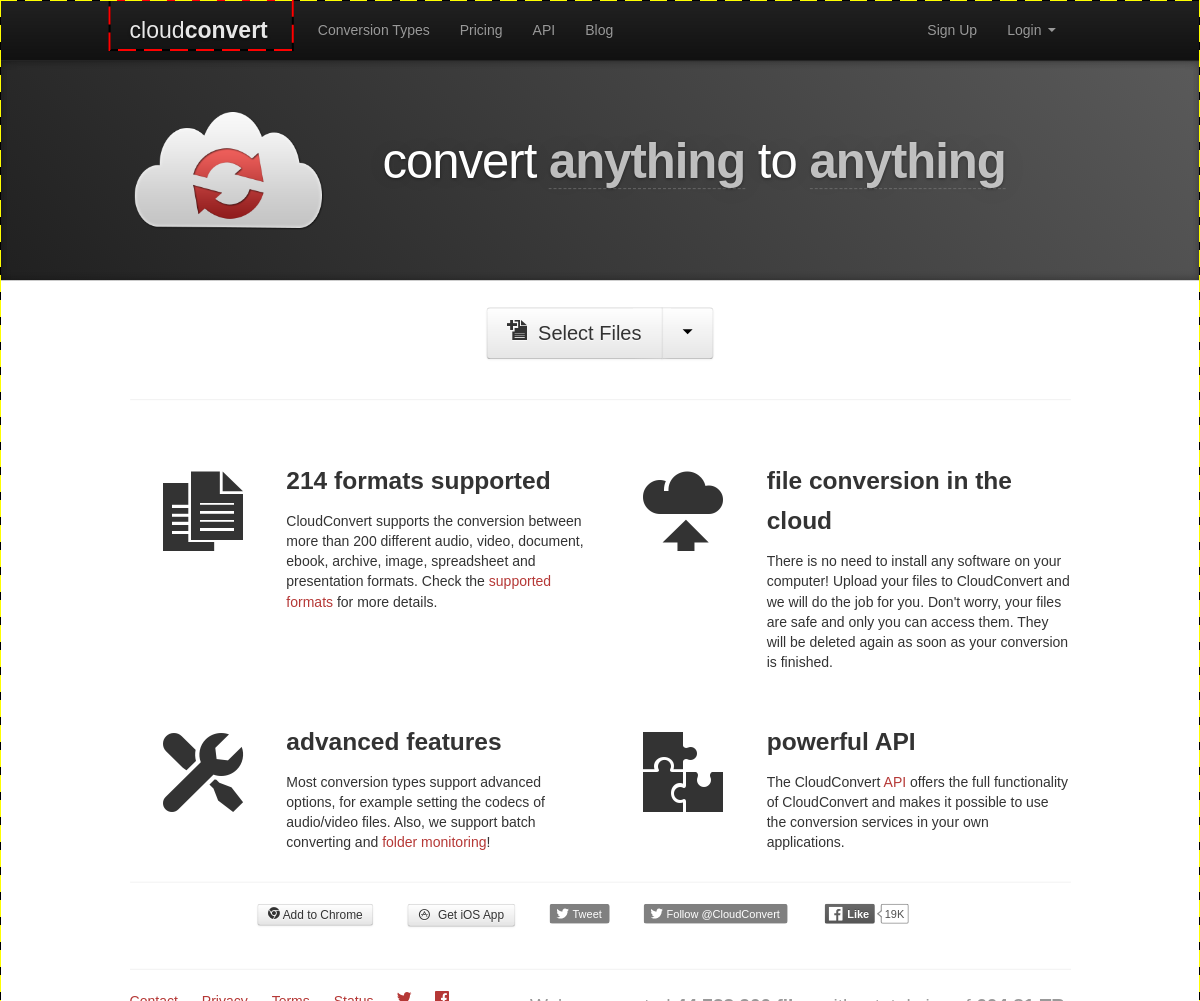 cloudconvert Conversion Types Pricing API Blog Sign Up Login
convert anything to anything
Select Files
214 formats supported
CloudConvert supports the conversion between
more than 200 different audio, video, document,
ebook, archive, image, spreadsheet and
presentation formats. Check the supported
formats for more details.
file conversion in the
cloud
There is no need to install any software on your
computer! Upload your files to CloudConvert and
we will do the job for you. Don't worry, your files
are safe and only you can access them. They
will be deleted again as soon as your conversion
is finished.
advanced features
Most conversion types support advanced
options, for example setting the codecs of
audio/video files. Also, we support batch
converting and folder monitoring!
powerful API
The CloudConvert API offers the full functionality
of CloudConvert and makes it possible to use
the conversion services in your own
applications.
Add to Chrome Get iOS App Tweet Follow @CloudConvert Like 19K
Contact Privacy Terms Status